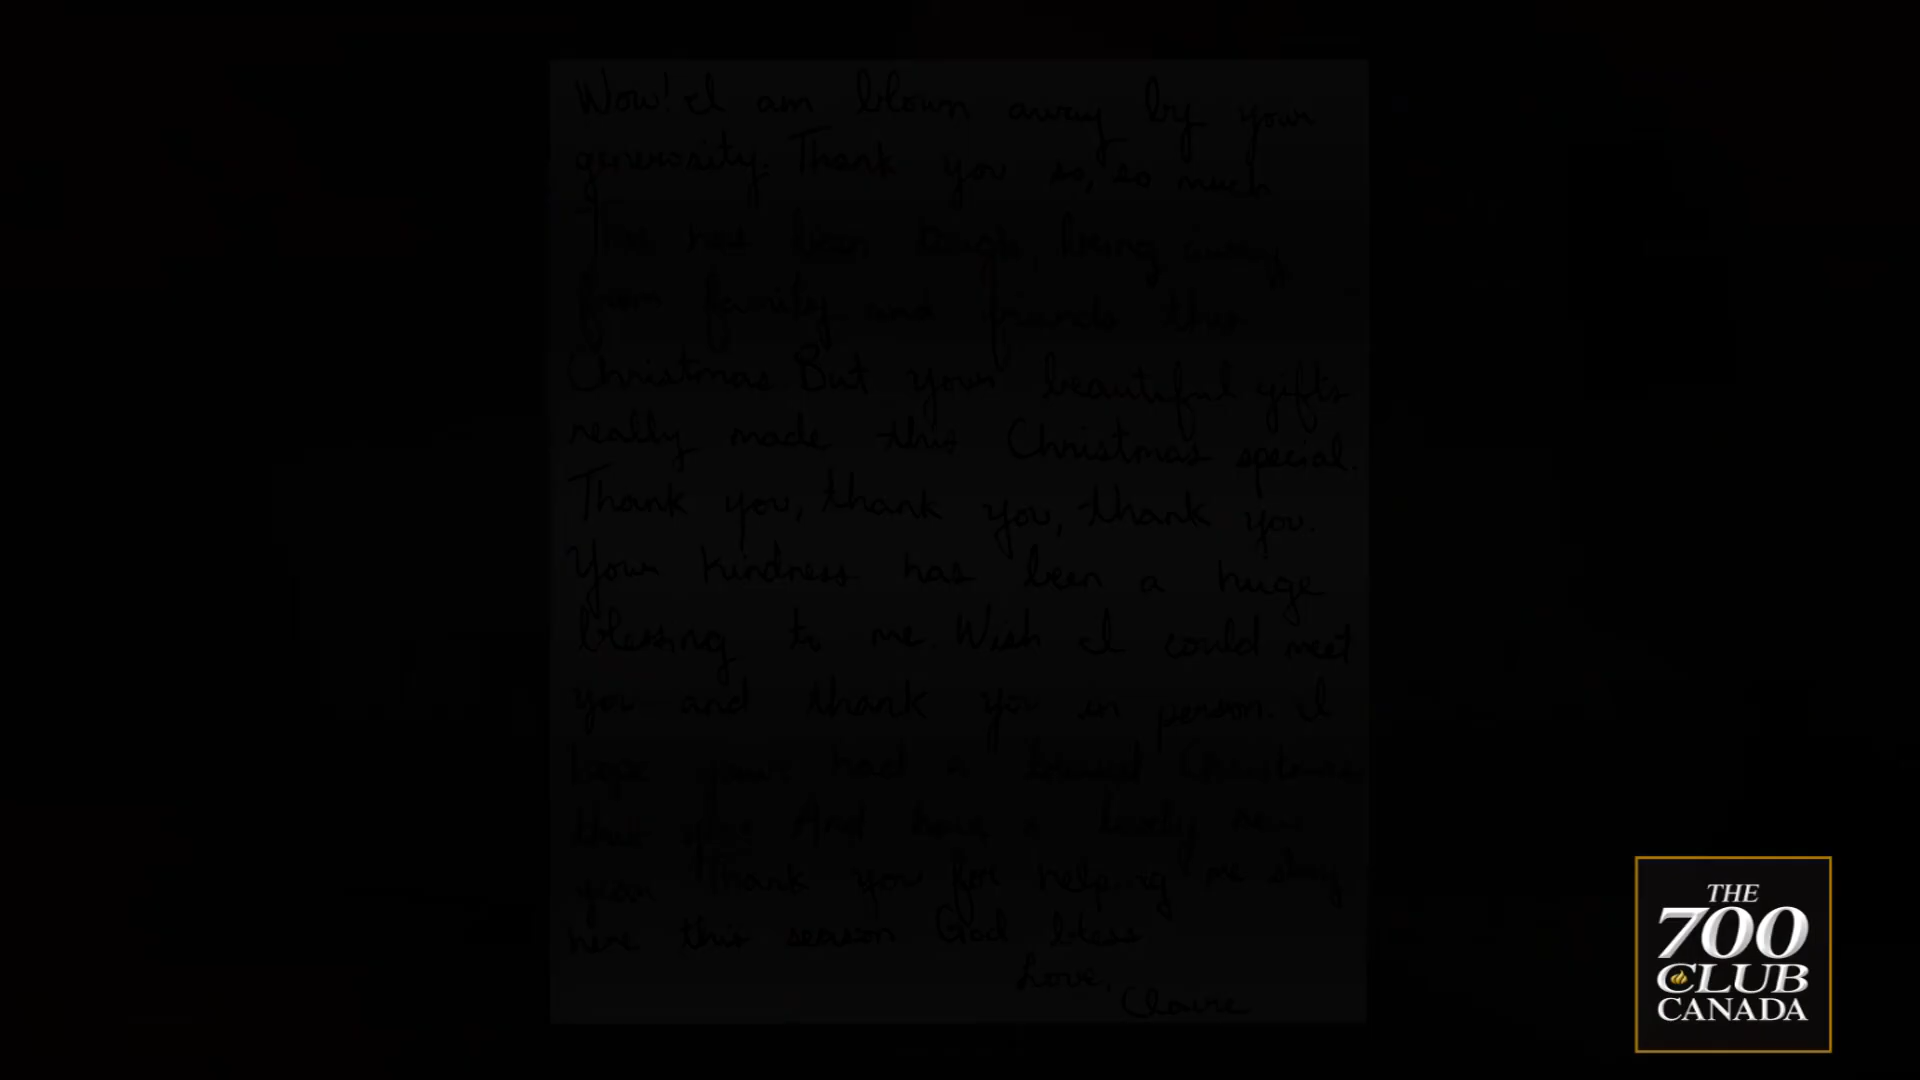 Wow! I am blown away by your
generosity. Thank you so, so much
This has been tough, being away
from family and friends this
Christmas But your beautiful gifts
really made this Christmas special.
Thank you, thank you, thank you.
Your kindness has been a huge
blessing to me. Wish I could meet
you and thank you in person. I
hope had a blessed Christmas
And have a lovely new
year Thank you for helping me stay
here this season God bless
Love,
Claire
THE
700
CLUB
CANADA